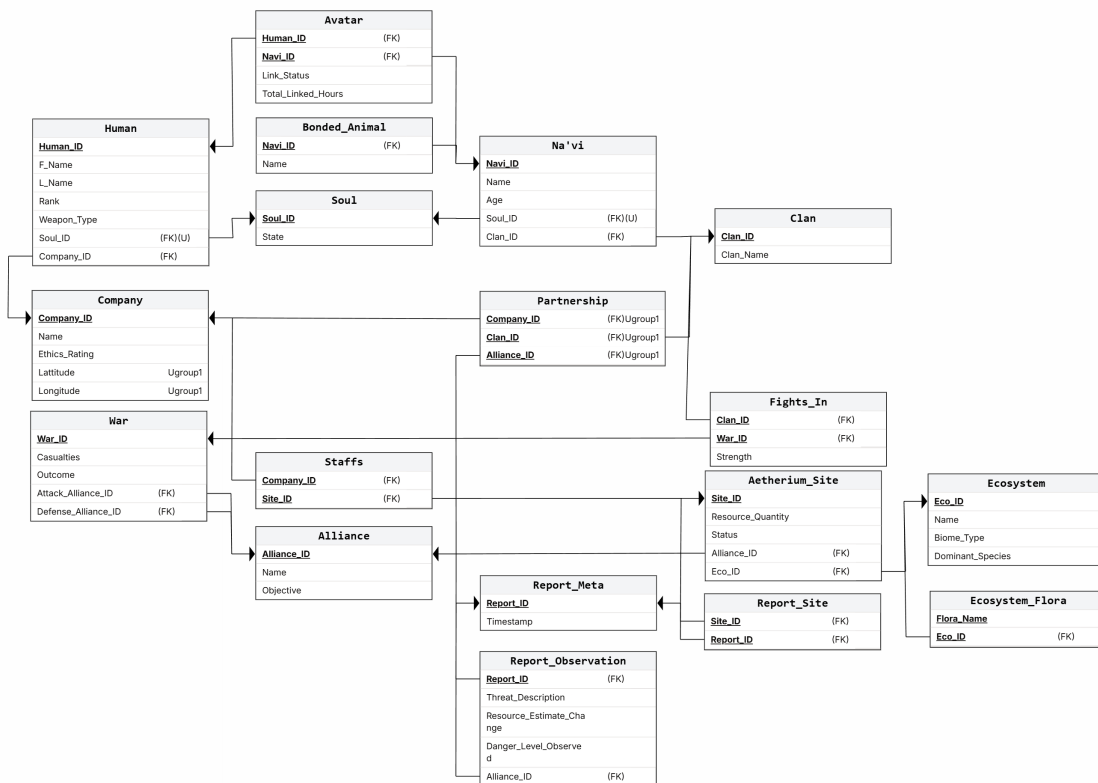 Avatar
Human_ID (FK)
Navi_ID (FK)
Link_Status
Total_Linked_Hours
Human
Human_ID
F_Name
L_Name
Rank
Weapon_Type
Soul_ID (FK)(U)
Company_ID (FK)
Bonded_Animal
Navi_ID (FK)
Name
Soul
Soul_ID
State
Na'vi
Navi_ID
Name
Age
Soul_ID (FK)(U)
Clan_ID (FK)
Clan
Clan_ID
Clan_Name
Company
Company_ID
Name
Ethics_Rating
Lattitude Ugroup1
Longitude Ugroup1
Partnership
Company_ID (FK)Ugroup1
Clan_ID (FK)Ugroup1
Alliance_ID (FK)Ugroup1
War
War_ID
Casualties
Outcome
Attack_Alliance_ID (FK)
Defense_Alliance_ID (FK)
Fights_In
Clan_ID (FK)
War_ID (FK)
Strength
Staffs
Company_ID (FK)
Site_ID (FK)
Alliance
Alliance_ID
Name
Objective
Aetherium_Site
Site_ID
Resource_Quantity
Status
Alliance_ID (FK)
Eco_ID (FK)
Ecosystem
Eco_ID
Name
Biome_Type
Dominant_Species
Report_Meta
Report_ID
Timestamp
Report_Site
Site_ID (FK)
Report_ID (FK)
Ecosystem_Flora
Flora_Name
Eco_ID (FK)
Report_Observation
Report_ID (FK)
Threat_Description
Resource_Estimate_Cha
nge
Danger_Level_Observe
d
Alliance_ID (FK)